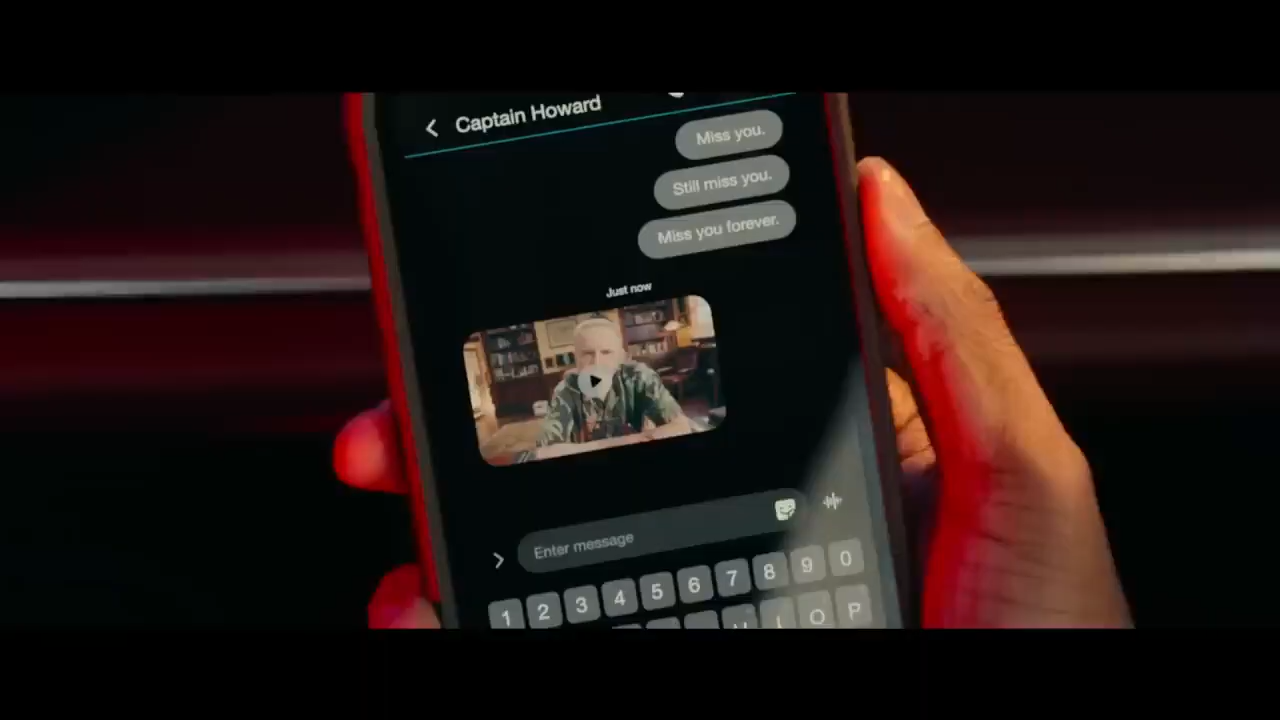 Captain Howard
Miss you.
Still miss you.
Miss you forever.
Just now
Enter message
1 2 3 4 5 6 7 8 9 0
O P